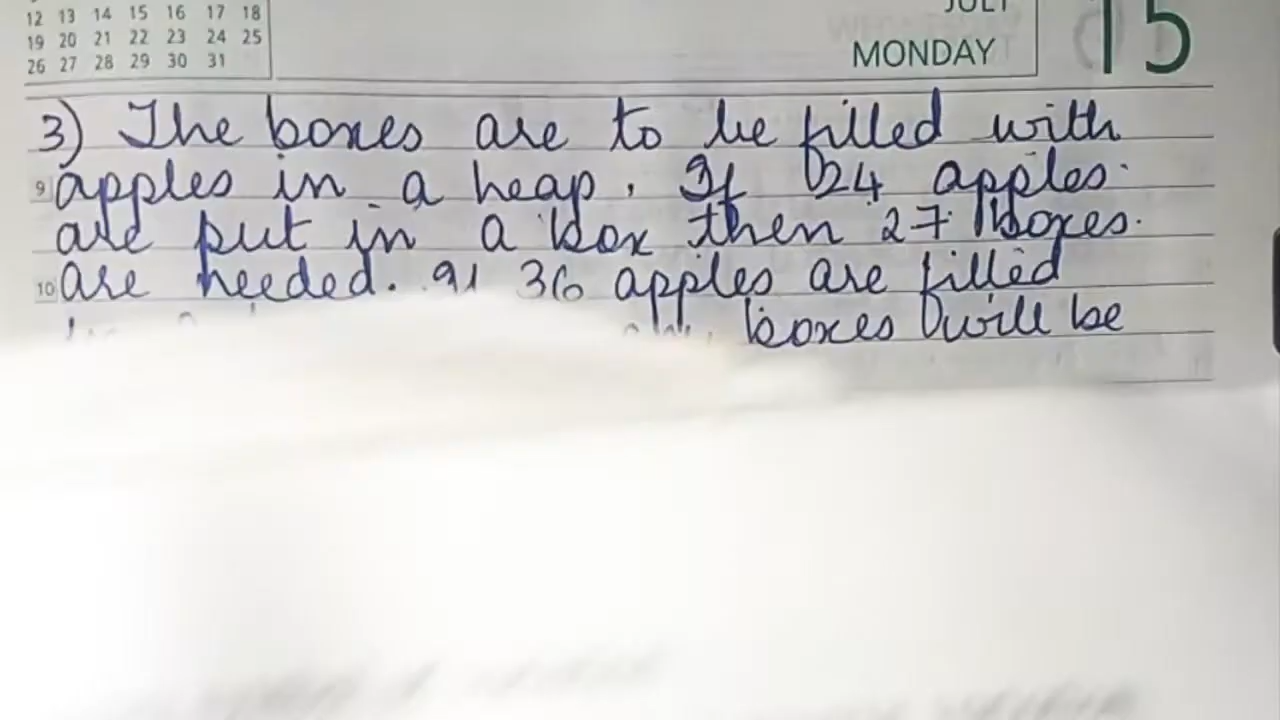 12 13 14 15 16 17 18
19 20 21 22 23 24 25
26 27 28 29 30 31
JULY
MONDAY
15
3) The boxes are to be filled with
9 apples in a heap. If 24 apples
are put in a box then 27 boxes.
10 are needed. If 36 apples are filled
boxes will be